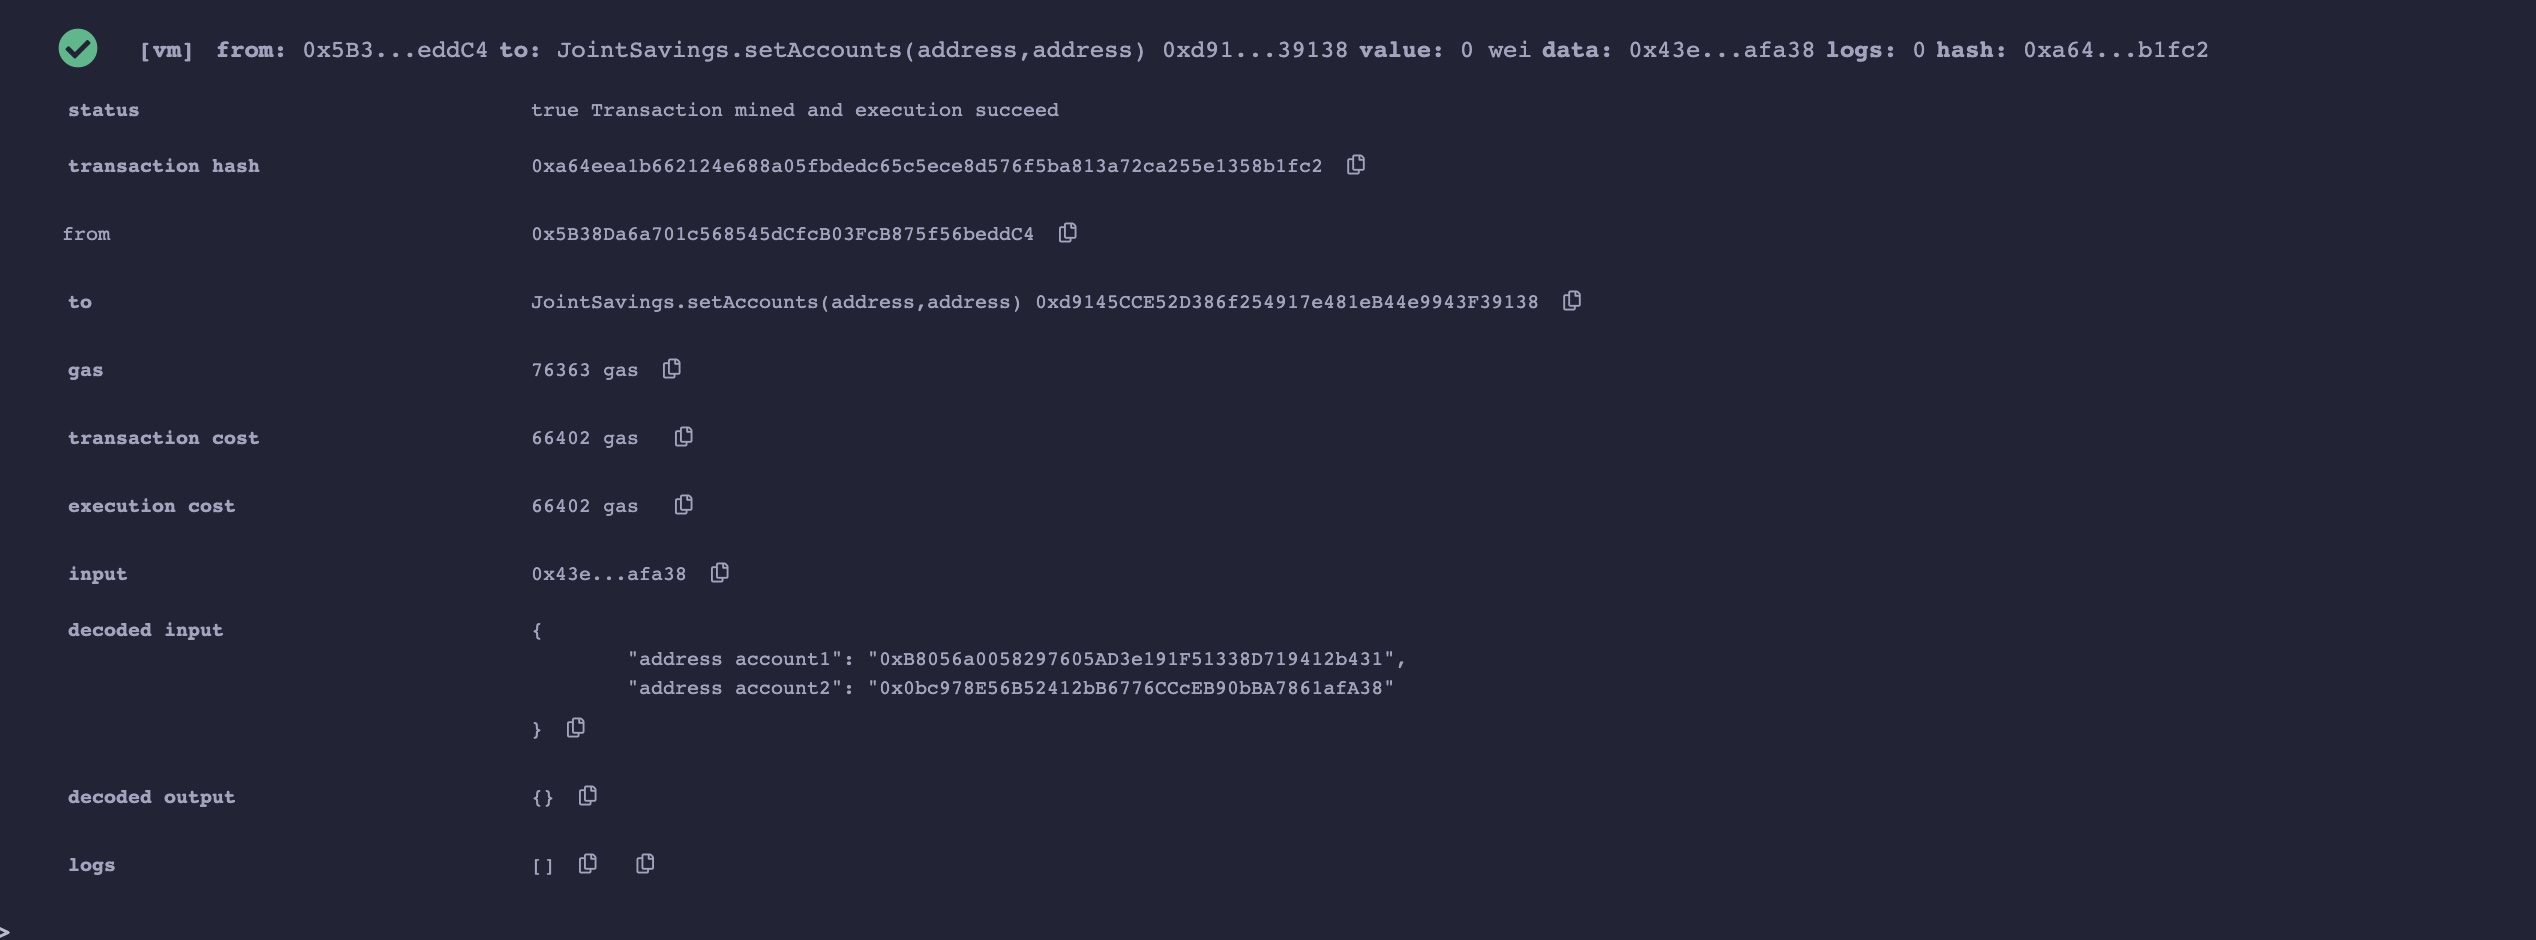 [vm] from: 0x5B3...eddC4 to: JointSavings.setAccounts(address,address) 0xd91...39138 value: 0 wei data: 0x43e...afa38 logs: 0 hash: 0xa64...b1fc2
status true Transaction mined and execution succeed
transaction hash 0xa64eea1b662124e688a05fbdedc65c5ece8d576f5ba813a72ca255e1358b1fc2
from 0x5B38Da6a701c568545dCfcB03FcB875f56beddC4
to JointSavings.setAccounts(address,address) 0xd9145CCE52D386f254917e481eB44e9943F39138
gas 76363 gas
transaction cost 66402 gas
execution cost 66402 gas
input 0x43e...afa38
decoded input {
"address account1": "0xB8056a0058297605AD3e191F51338D719412b431",
"address account2": "0x0bc978E56B52412bB6776CCcEB90bBA7861afA38"
}
decoded output {}
logs []
>